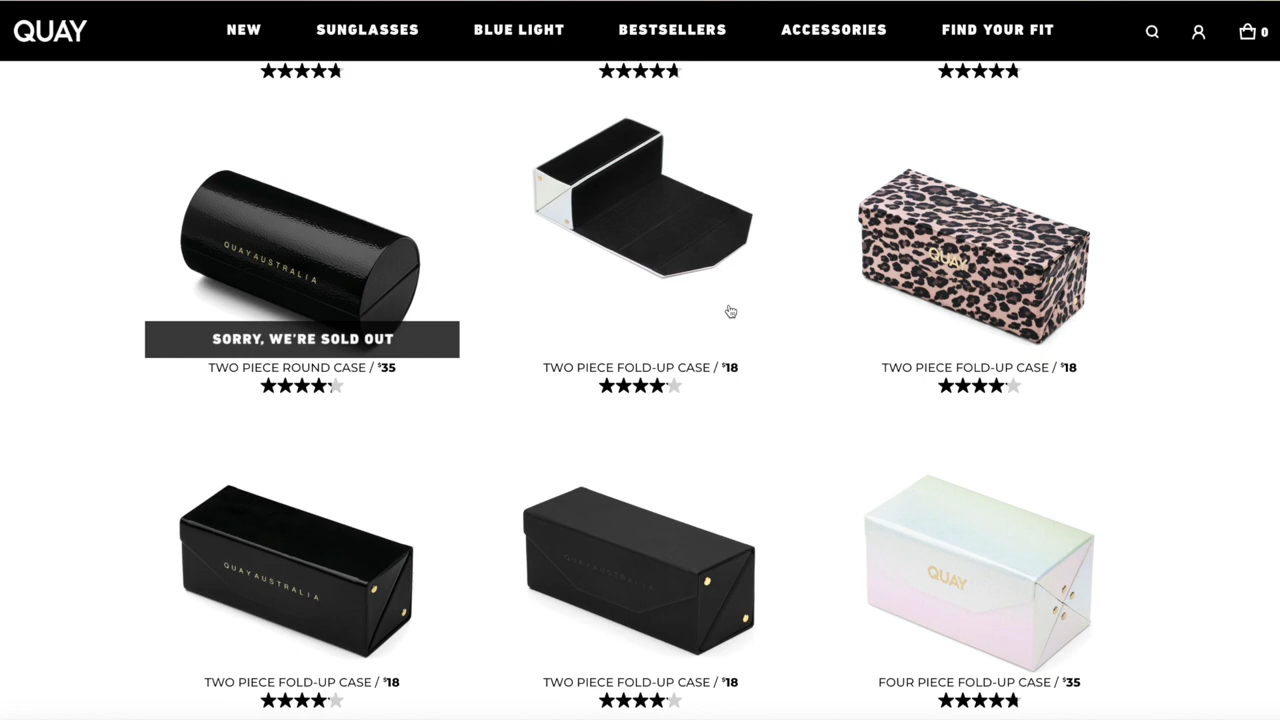 QUAY
NEW
SUNGLASSES
BLUE LIGHT
BESTSELLERS
ACCESSORIES
FIND YOUR FIT
0
QUAYAUSTRALIA
QUAY
SORRY, WE'RE SOLD OUT
TWO PIECE ROUND CASE / $35
TWO PIECE FOLD-UP CASE / $18
TWO PIECE FOLD-UP CASE / $18
QUAYAUSTRALIA
QUAYAUSTRALIA
QUAY
TWO PIECE FOLD-UP CASE / $18
TWO PIECE FOLD-UP CASE / $18
FOUR PIECE FOLD-UP CASE / $35